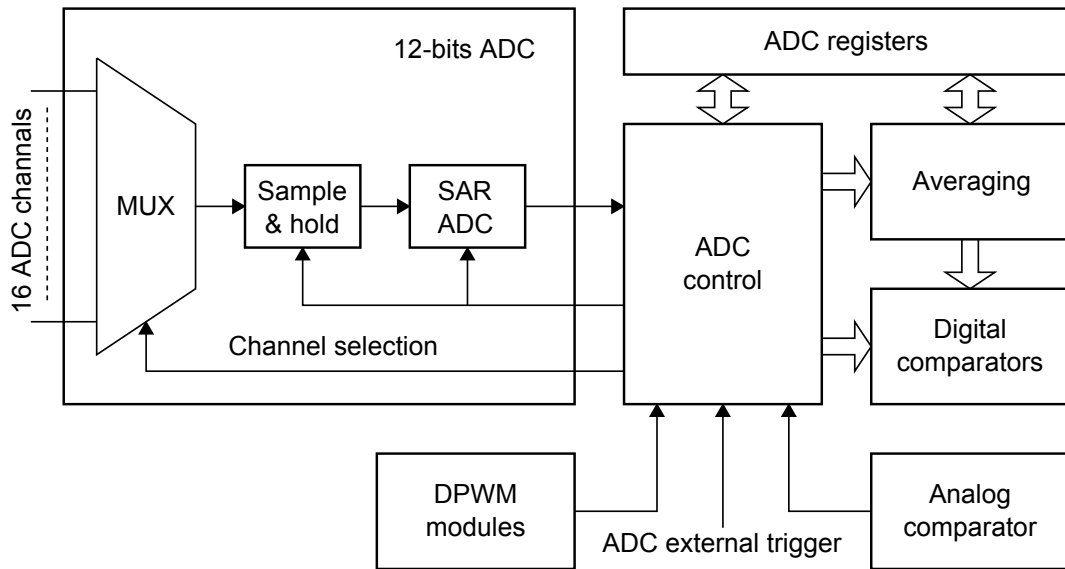 12-bits ADC
ADC registers
16 ADC channels
MUX
Sample
& hold
SAR
ADC
ADC
control
Averaging
Digital
comparators
Channel selection
DPWM
modules
ADC external trigger
Analog
comparator